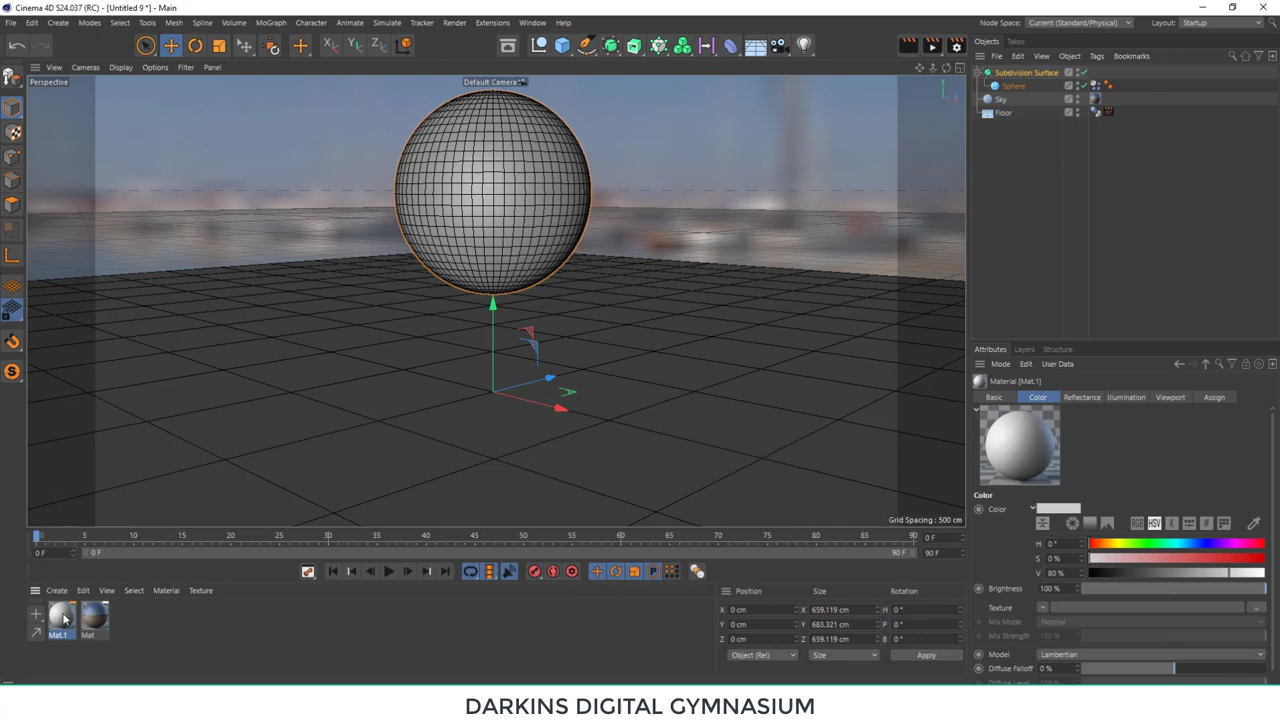 Cinema 4D S24.037 (RC) - [Untitled 9 *] - Main
File Edit Create Modes Select Tools Mesh Spline Volume MoGraph Character Animate Simulate Tracker Render Extensions Window Help
Node Space: Current (Standard/Physical) Layout: Startup
X Y Z
Objects Takes
File Edit View Object Tags Bookmarks
View Cameras Display Options Filter Panel
Perspective
Default Camera
Subdivision Surface
Sphere
Sky
Floor
Attributes Layers Structure
Mode Edit User Data
Material [Mat.1]
Basic Color Reflectance Illumination Viewport Assign
Color
Color
RGB HSV K #
H 0 °
S 0 %
V 80 %
Brightness 100 %
Texture ...
Mix Mode Normal
Mix Strength 100 %
Model Lambertian
Diffuse Falloff 0 %
Grid Spacing : 500 cm
0 5 10 15 20 25 30 35 40 45 50 55 60 65 70 75 80 85 90 0 F
0 F 0 F 90 F 90 F
P
Create Edit View Select Material Texture
Mat.1 Mat
Position Size Rotation
X 0 cm X 659.119 cm H 0 °
Y 0 cm Y 683.321 cm P 0 °
Z 0 cm Z 659.119 cm B 0 °
Object (Rel) Size Apply
DARKINS DIGITAL GYMNASIUM